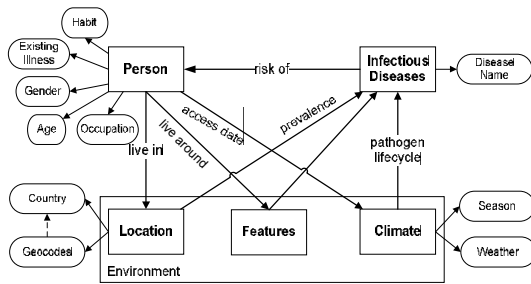 Habit
Existing
Illness
Gender
Age
Occupation
Person
risk of
Infectious
Diseases
Disease
Name
live in
live around
access date
prevalence
pathogen
lifecycle
Country
Geocodes
Location
Features
Climate
Season
Weather
Environment